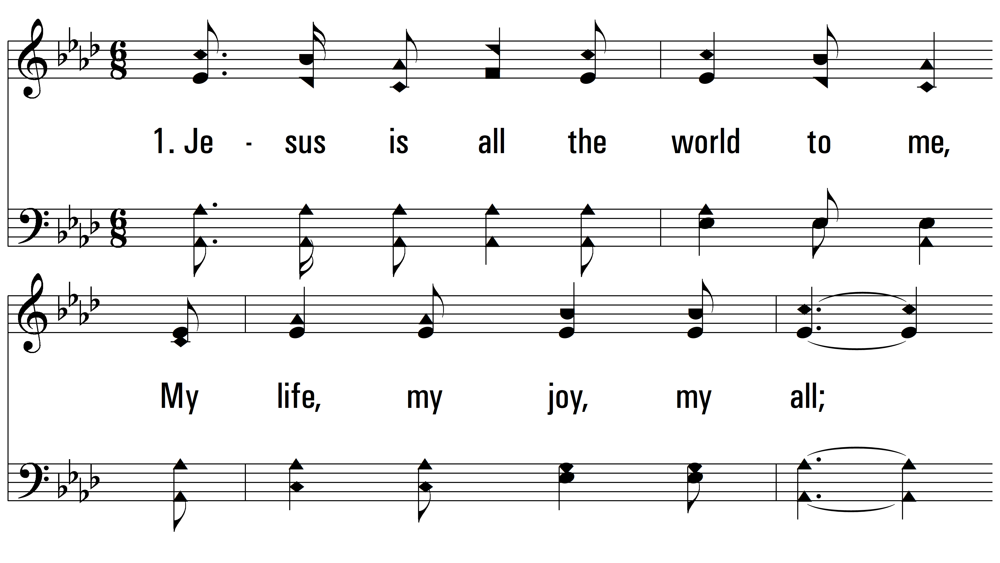 1. Je - sus is all the world to me,
My life, my joy, my all;